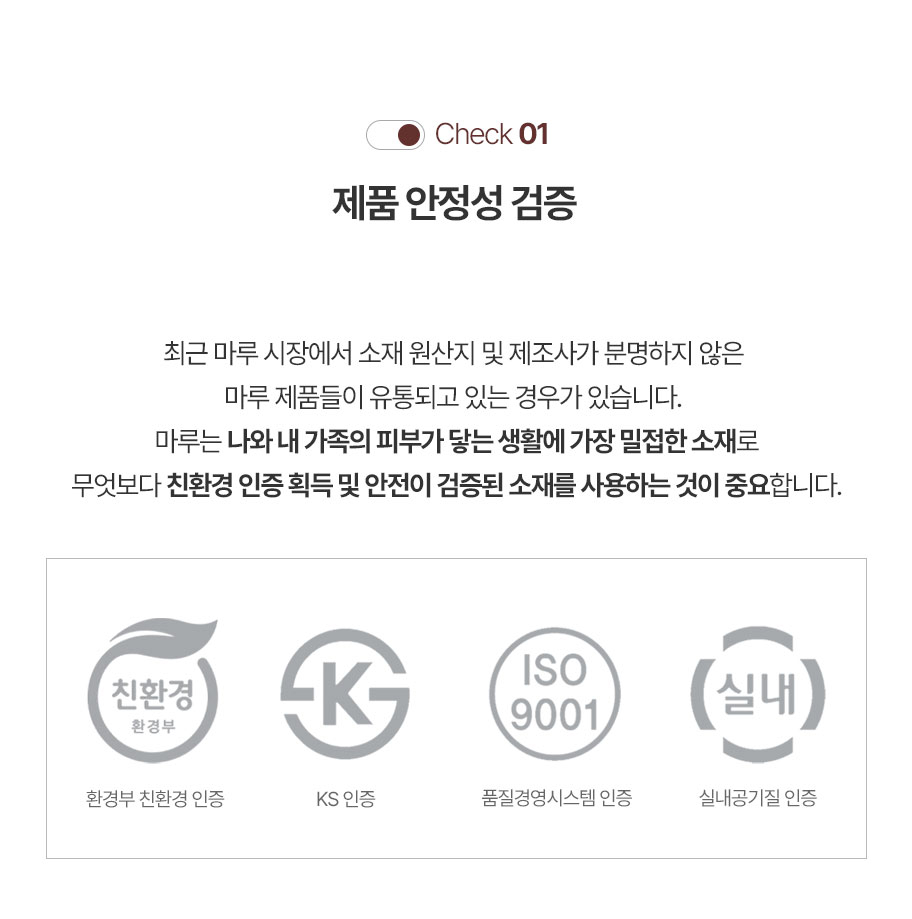 Check 01
제품 안정성 검증
최근 마루 시장에서 소재 원산지 및 제조사가 분명하지 않은
마루 제품들이 유통되고 있는 경우가 있습니다.
마루는 나와 내 가족의 피부가 닿는 생활에 가장 밀접한 소재로
무엇보다 친환경 인증 획득 및 안전이 검증된 소재를 사용하는 것이 중요합니다.
친환경
환경부
K
ISO
9001
실내
환경부 친환경 인증
KS 인증
품질경영시스템 인증
실내공기질 인증